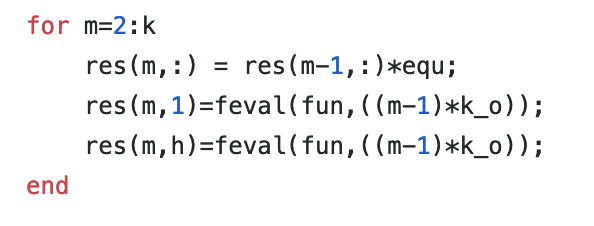 for m=2:k
    res(m,:) = res(m-1,:)*equ;
    res(m,1)=feval(fun,((m-1)*k_o));
    res(m,h)=feval(fun,((m-1)*k_o));
end